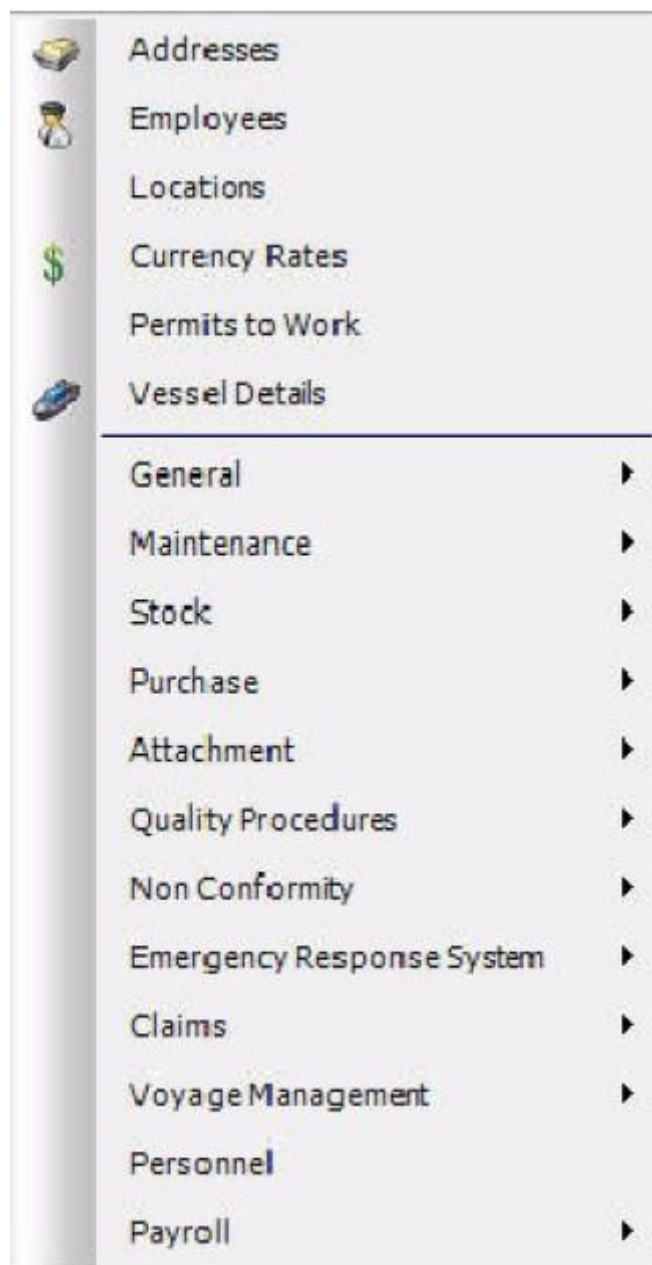 Addresses
Employees
Locations
Currency Rates
Permits to Work
Vessel Details
General
Maintenance
Stock
Purchase
Attachment
Quality Procedures
Non Conformity
Emergency Response System
Claims
Voyage Management
Personnel
Payroll